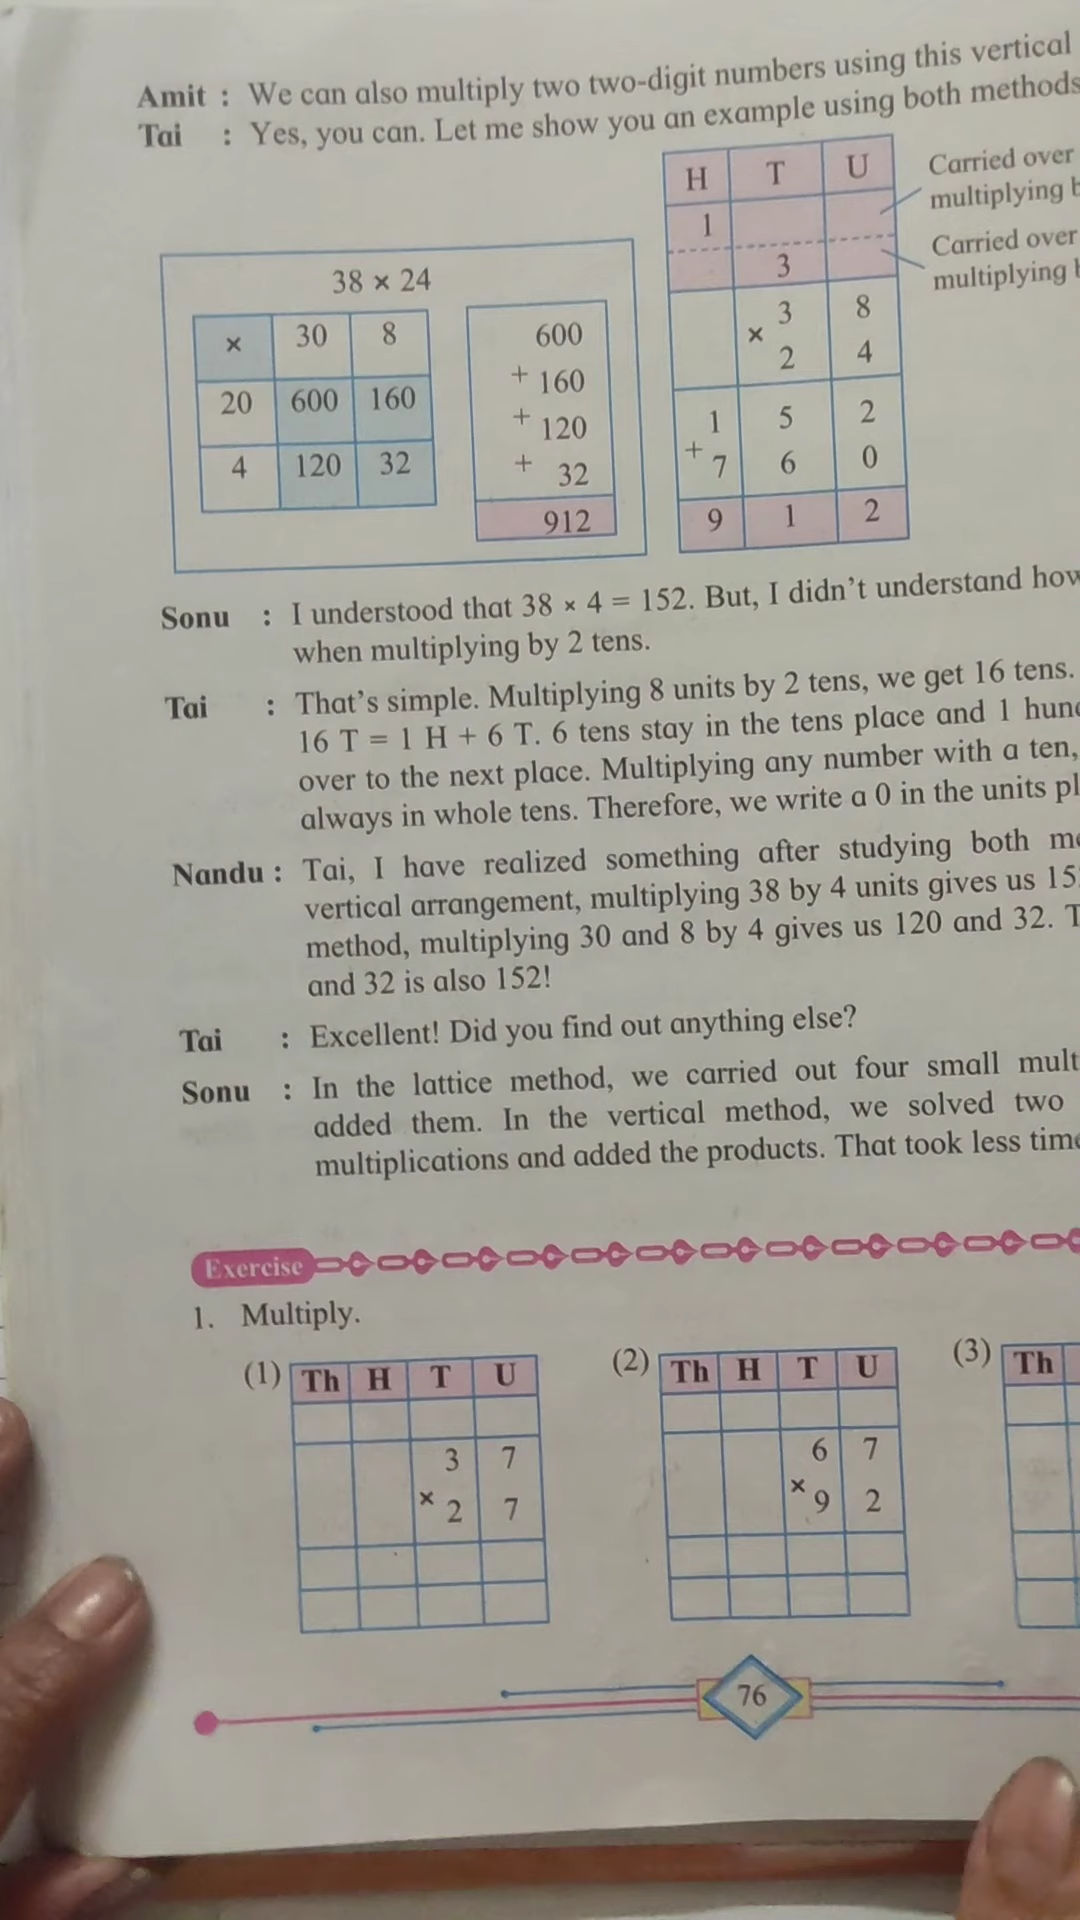 Amit : We can also multiply two two-digit numbers using this vertical
Tai : Yes, you can. Let me show you an example using both methods
38 × 24
× 30 8
20 600 160
4 120 32
600
+ 160
+ 120
+ 32
912
H T U
1
3
3 8
× 2 4
1 5 2
+ 7 6 0
9 1 2
Carried over
multiplying
Carried over
multiplying
Sonu : I understood that 38 × 4 = 152. But, I didn't understand how
when multiplying by 2 tens.
Tai : That's simple. Multiplying 8 units by 2 tens, we get 16 tens.
16 T = 1 H + 6 T. 6 tens stay in the tens place and 1
over to the next place. Multiplying any number with a ten,
always in whole tens. Therefore, we write a 0 in the units
Nandu : Tai, I have realized something after studying both
vertical arrangement, multiplying 38 by 4 units gives us
method, multiplying 30 and 8 by 4 gives us 120 and 32.
and 32 is also 152!
Tai : Excellent! Did you find out anything else?
Sonu : In the lattice method, we carried out four small
added them. In the vertical method, we solved two
multiplications and added the products. That took less
Exercise
1. Multiply.
(1) Th H T U
3 7
× 2 7
(2) Th H T U
6 7
× 9 2
(3) Th
76